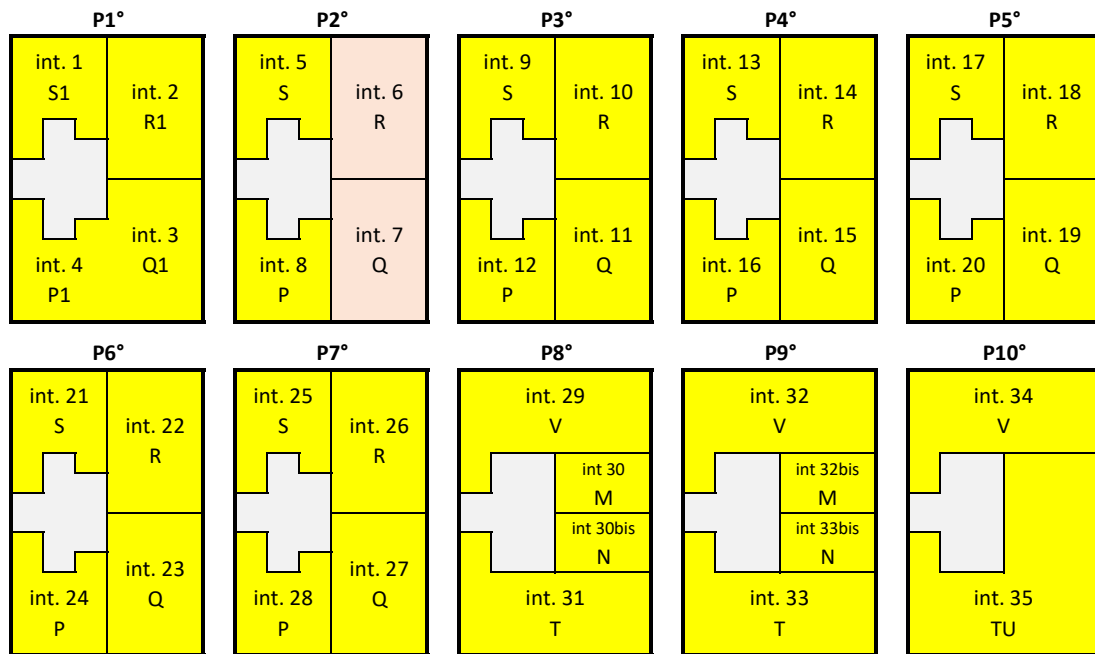 P1°
int. 1
S1
int. 2
R1
int. 3
Q1
int. 4
P1
P2°
int. 5
S
int. 6
R
int. 7
Q
int. 8
P
P3°
int. 9
S
int. 10
R
int. 11
Q
int. 12
P
P4°
int. 13
S
int. 14
R
int. 15
Q
int. 16
P
P5°
int. 17
S
int. 18
R
int. 19
Q
int. 20
P
P6°
int. 21
S
int. 22
R
int. 23
Q
int. 24
P
P7°
int. 25
S
int. 26
R
int. 27
Q
int. 28
P
P8°
int. 29
V
int 30
M
int 30bis
N
int. 31
T
P9°
int. 32
V
int 32bis
M
int 33bis
N
int. 33
T
P10°
int. 34
V
int. 35
TU